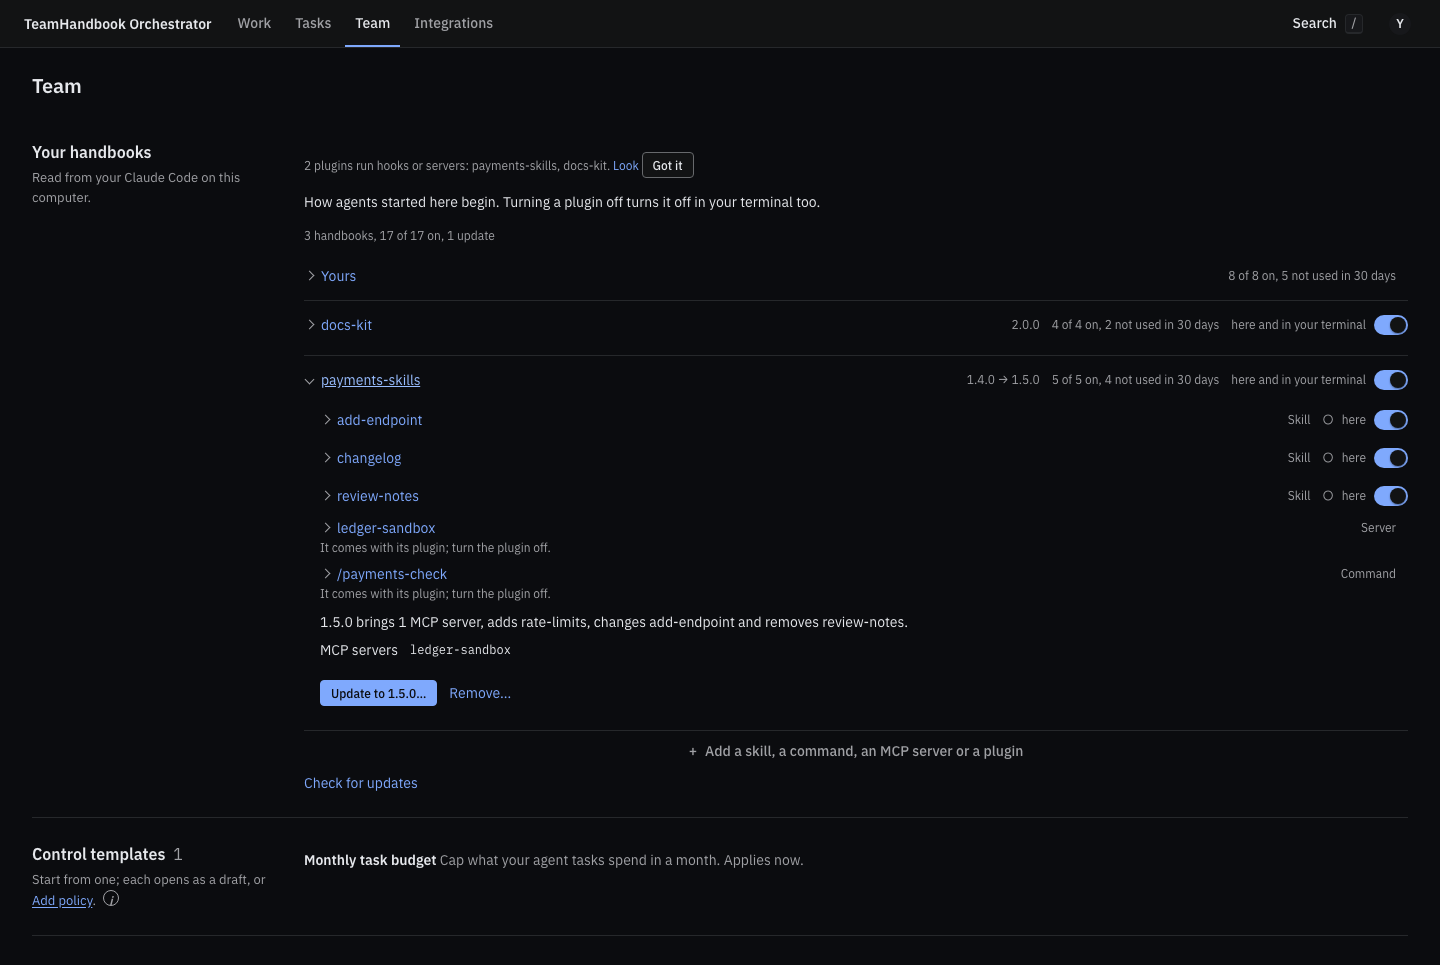 TeamHandbook Orchestrator Work Tasks Team Integrations Search / Y
Team
Your handbooks
Read from your Claude Code on this
computer.
2 plugins run hooks or servers: payments-skills, docs-kit. Look Got it
How agents started here begin. Turning a plugin off turns it off in your terminal too.
3 handbooks, 17 of 17 on, 1 update
Yours 8 of 8 on, 5 not used in 30 days
docs-kit 2.0.0 4 of 4 on, 2 not used in 30 days here and in your terminal
payments-skills 1.4.0 → 1.5.0 5 of 5 on, 4 not used in 30 days here and in your terminal
add-endpoint Skill here
changelog Skill here
review-notes Skill here
ledger-sandbox Server
It comes with its plugin; turn the plugin off.
/payments-check Command
It comes with its plugin; turn the plugin off.
1.5.0 brings 1 MCP server, adds rate-limits, changes add-endpoint and removes review-notes.
MCP servers ledger-sandbox
Update to 1.5.0... Remove...
+ Add a skill, a command, an MCP server or a plugin
Check for updates
Control templates 1
Start from one; each opens as a draft, or
Add policy. i
Monthly task budget Cap what your agent tasks spend in a month. Applies now.